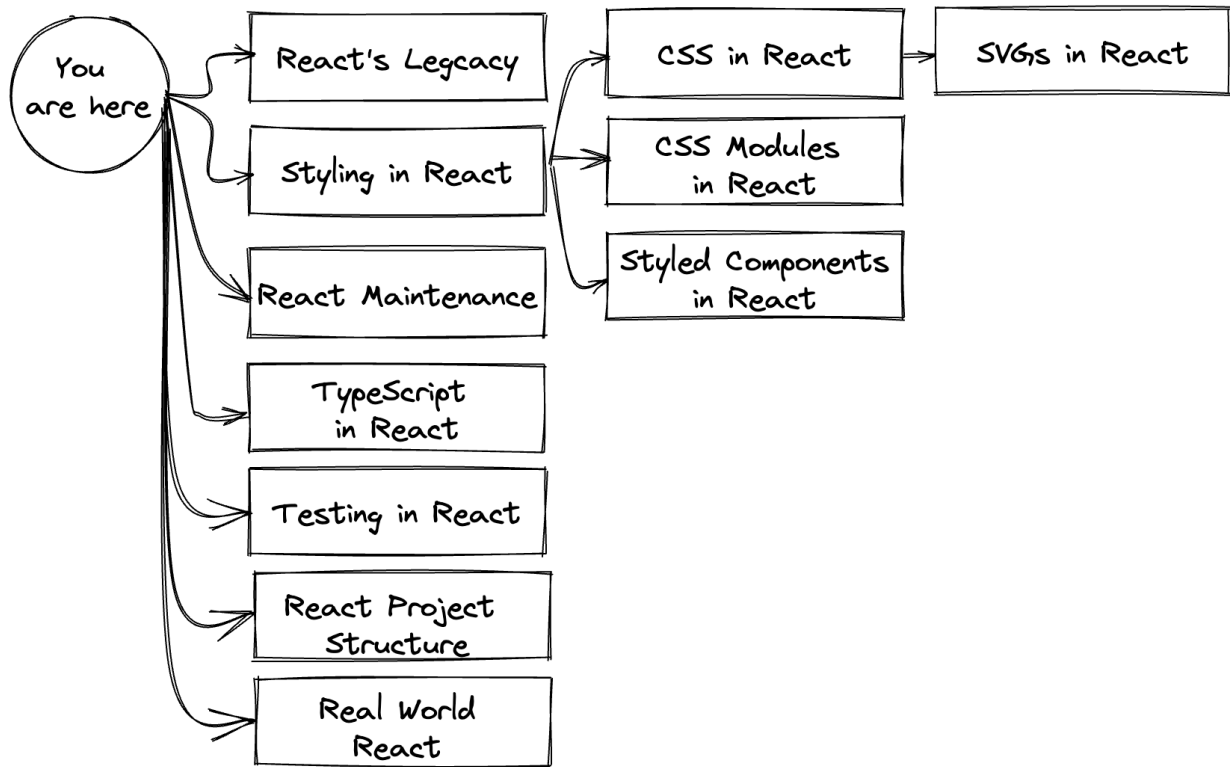 You
are here
React's Legcacy
CSS in React
SVGs in React
Styling in React
CSS Modules
in React
Styled Components
in React
React Maintenance
TypeScript
in React
Testing in React
React Project
Structure
Real World
React